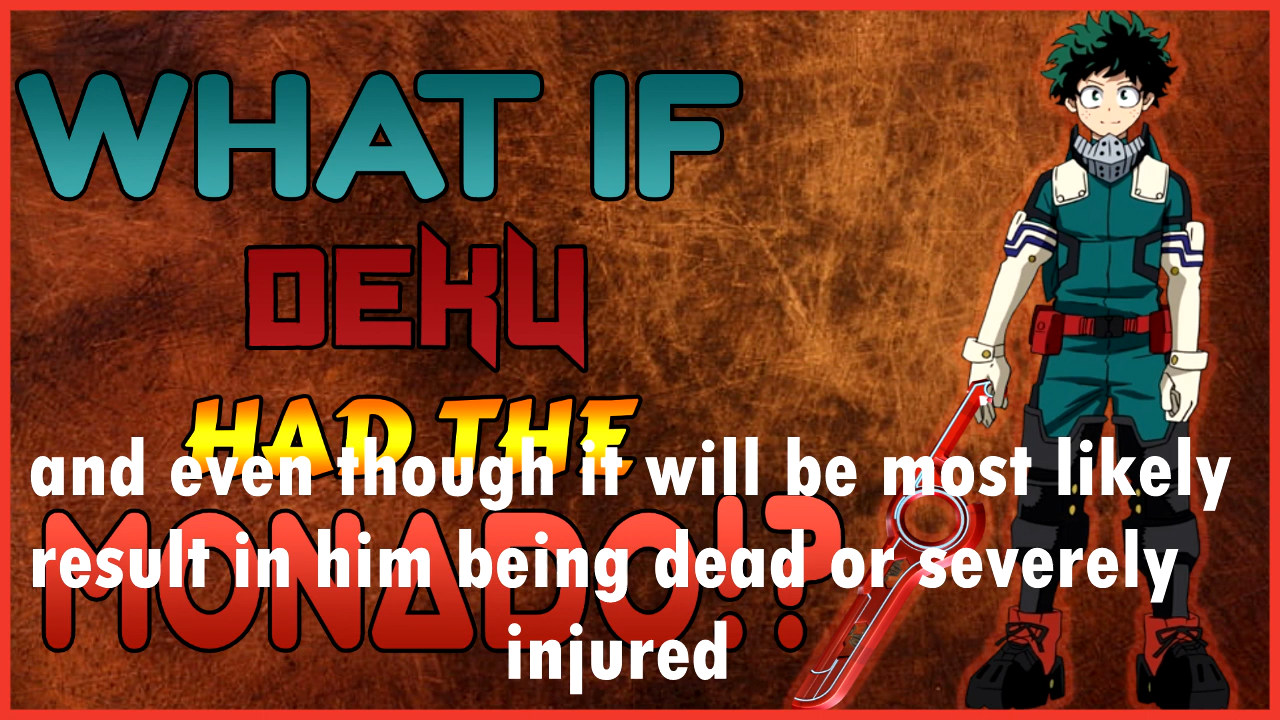 WHAT IF
DEKU
HAD THE
and even though it will be most likely
MONADO!?
result in him being dead or severely
injured